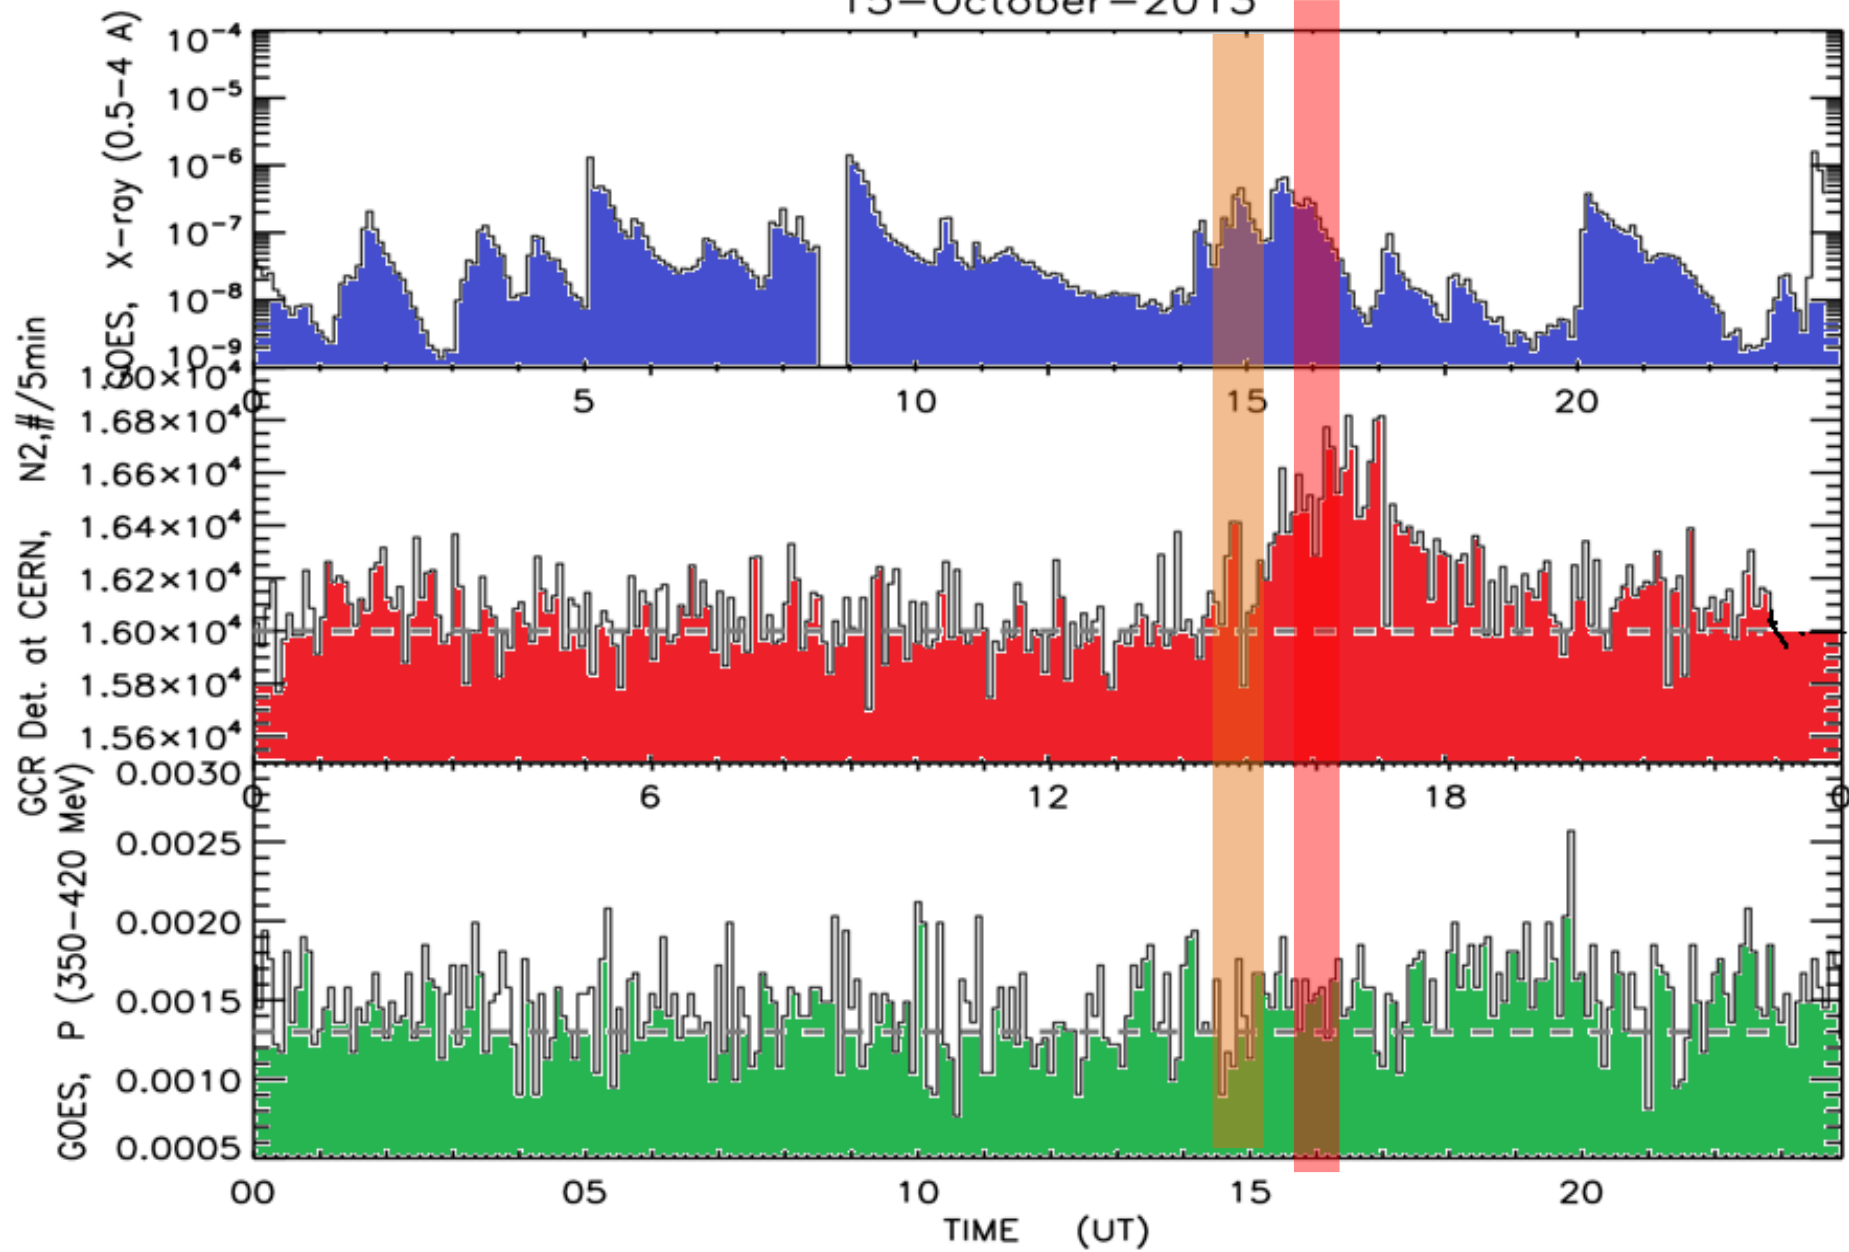 15-October-2013
GOES, X-ray (0.5-4 A)
10⁻⁴
10⁻⁵
10⁻⁶
10⁻⁷
10⁻⁸
10⁻⁹
0 5 10 15 20
GCR Det. at CERN, N2,#/5min
1.68×10⁴
1.66×10⁴
1.64×10⁴
1.62×10⁴
1.60×10⁴
1.58×10⁴
1.56×10⁴
0 6 12 18 0
GOES, P (350-420 MeV)
0.0030
0.0025
0.0020
0.0015
0.0010
0.0005
00 05 10 15 20
TIME (UT)